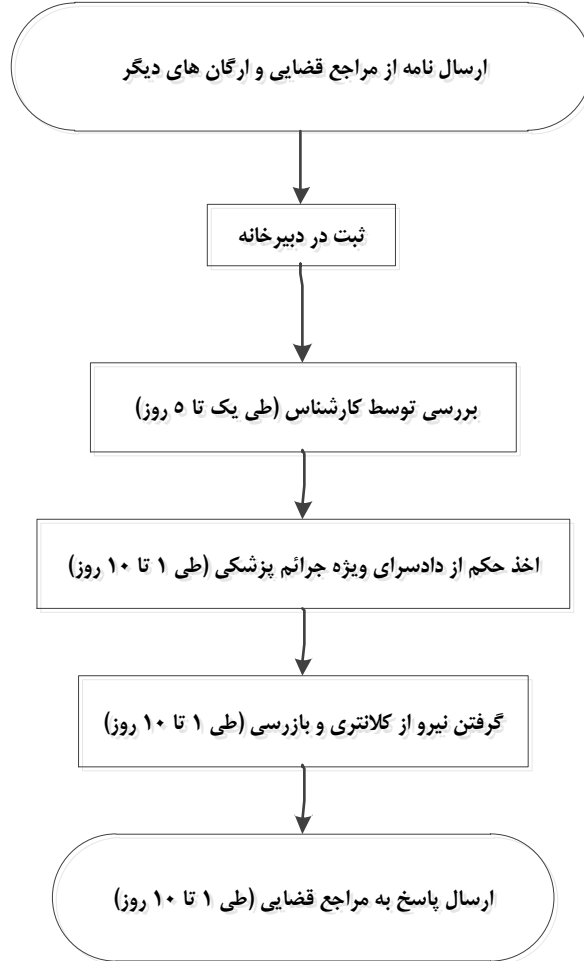 ارسال نامه از مراجع قضایی و ارگان های دیگر
ثبت در دبیرخانه
بررسی توسط کارشناس (طی یک تا ۵ روز)
اخذ حکم از دادسرای ویژه جرائم پزشکی (طی ۱ تا ۱۰ روز)
گرفتن نیرو از کلانتری و بازرسی (طی ۱ تا ۱۰ روز)
ارسال پاسخ به مراجع قضایی (طی ۱ تا ۱۰ روز)